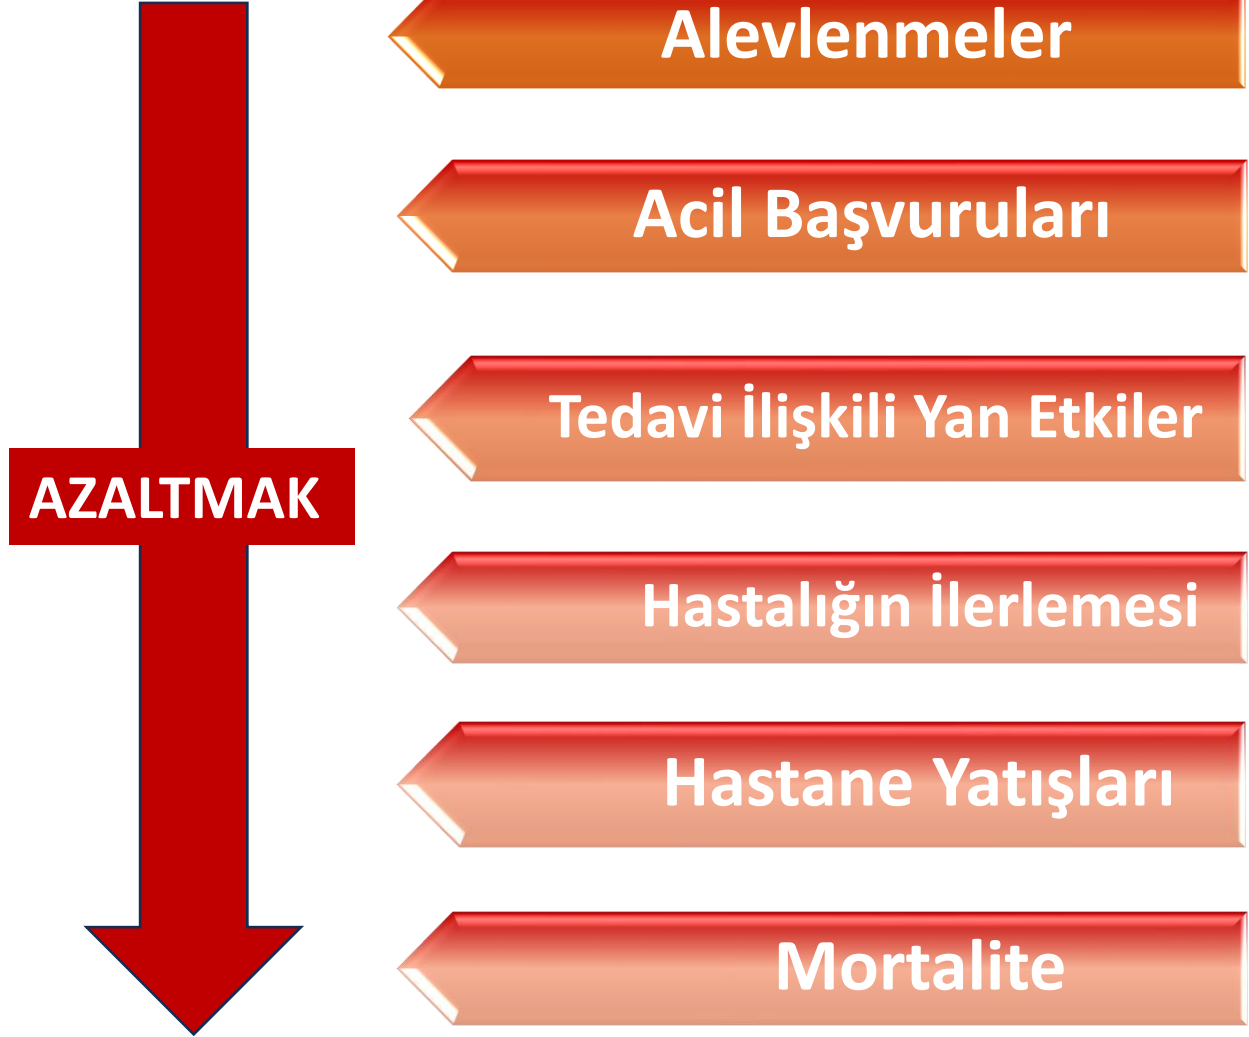 Alevlenmeler
Acil Başvuruları
Tedavi İlişkili Yan Etkiler
AZALTMAK
Hastalığın İlerlemesi
Hastane Yatışları
Mortalite